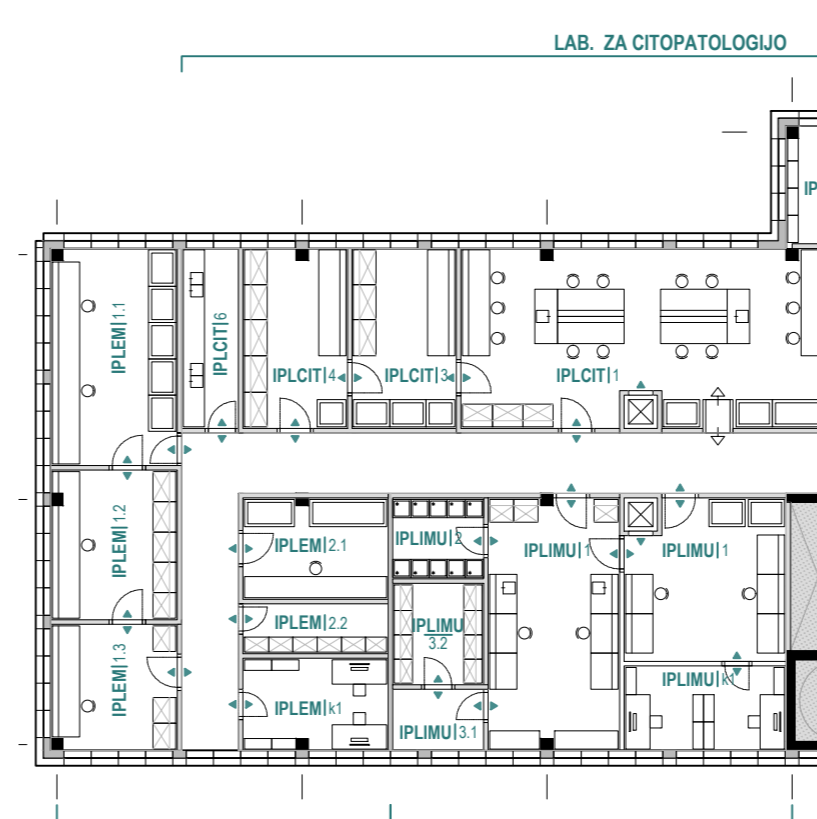 LAB. ZA CITOPATOLOGIJO
IP
IPLEM|1.1
IPLCIT|6
IPLCIT|4
IPLCIT|3
IPLCIT|1
IPLEM|1.2
IPLEM|2.1
IPLIMU|2
IPLIMU|1
IPLIMU|1
IPLEM|2.2
IPLIMU
3.2
IPLEM|1.3
IPLEM|k1
IPLIMU|3.1
IPLIMU|k1